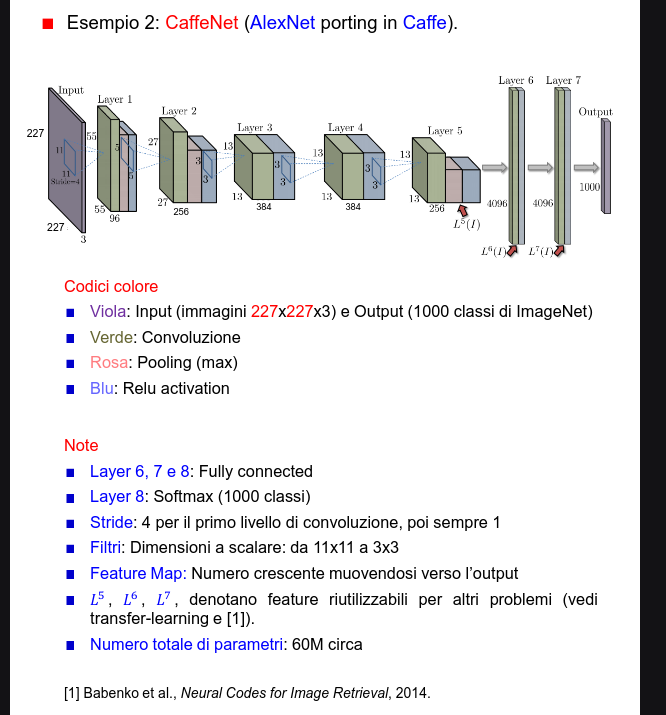 Esempio 2: CaffeNet (AlexNet porting in Caffe).
Input
Layer 1
Layer 2
Layer 3
Layer 4
Layer 5
Layer 6
Layer 7
Output
227
227
3
11
11
Stride=4
55
55
96
5
5
27
27
256
3
3
13
13
384
3
3
13
13
384
3
3
13
13
256
L⁵(I)
4096
L⁶(I)
4096
L⁷(I)
1000
Codici colore
Viola: Input (immagini 227x227x3) e Output (1000 classi di ImageNet)
Verde: Convoluzione
Rosa: Pooling (max)
Blu: Relu activation
Note
Layer 6, 7 e 8: Fully connected
Layer 8: Softmax (1000 classi)
Stride: 4 per il primo livello di convoluzione, poi sempre 1
Filtri: Dimensioni a scalare: da 11x11 a 3x3
Feature Map: Numero crescente muovendosi verso l'output
L⁵, L⁶, L⁷, denotano feature riutilizzabili per altri problemi (vedi
transfer-learning e [1]).
Numero totale di parametri: 60M circa
[1] Babenko et al., Neural Codes for Image Retrieval, 2014.